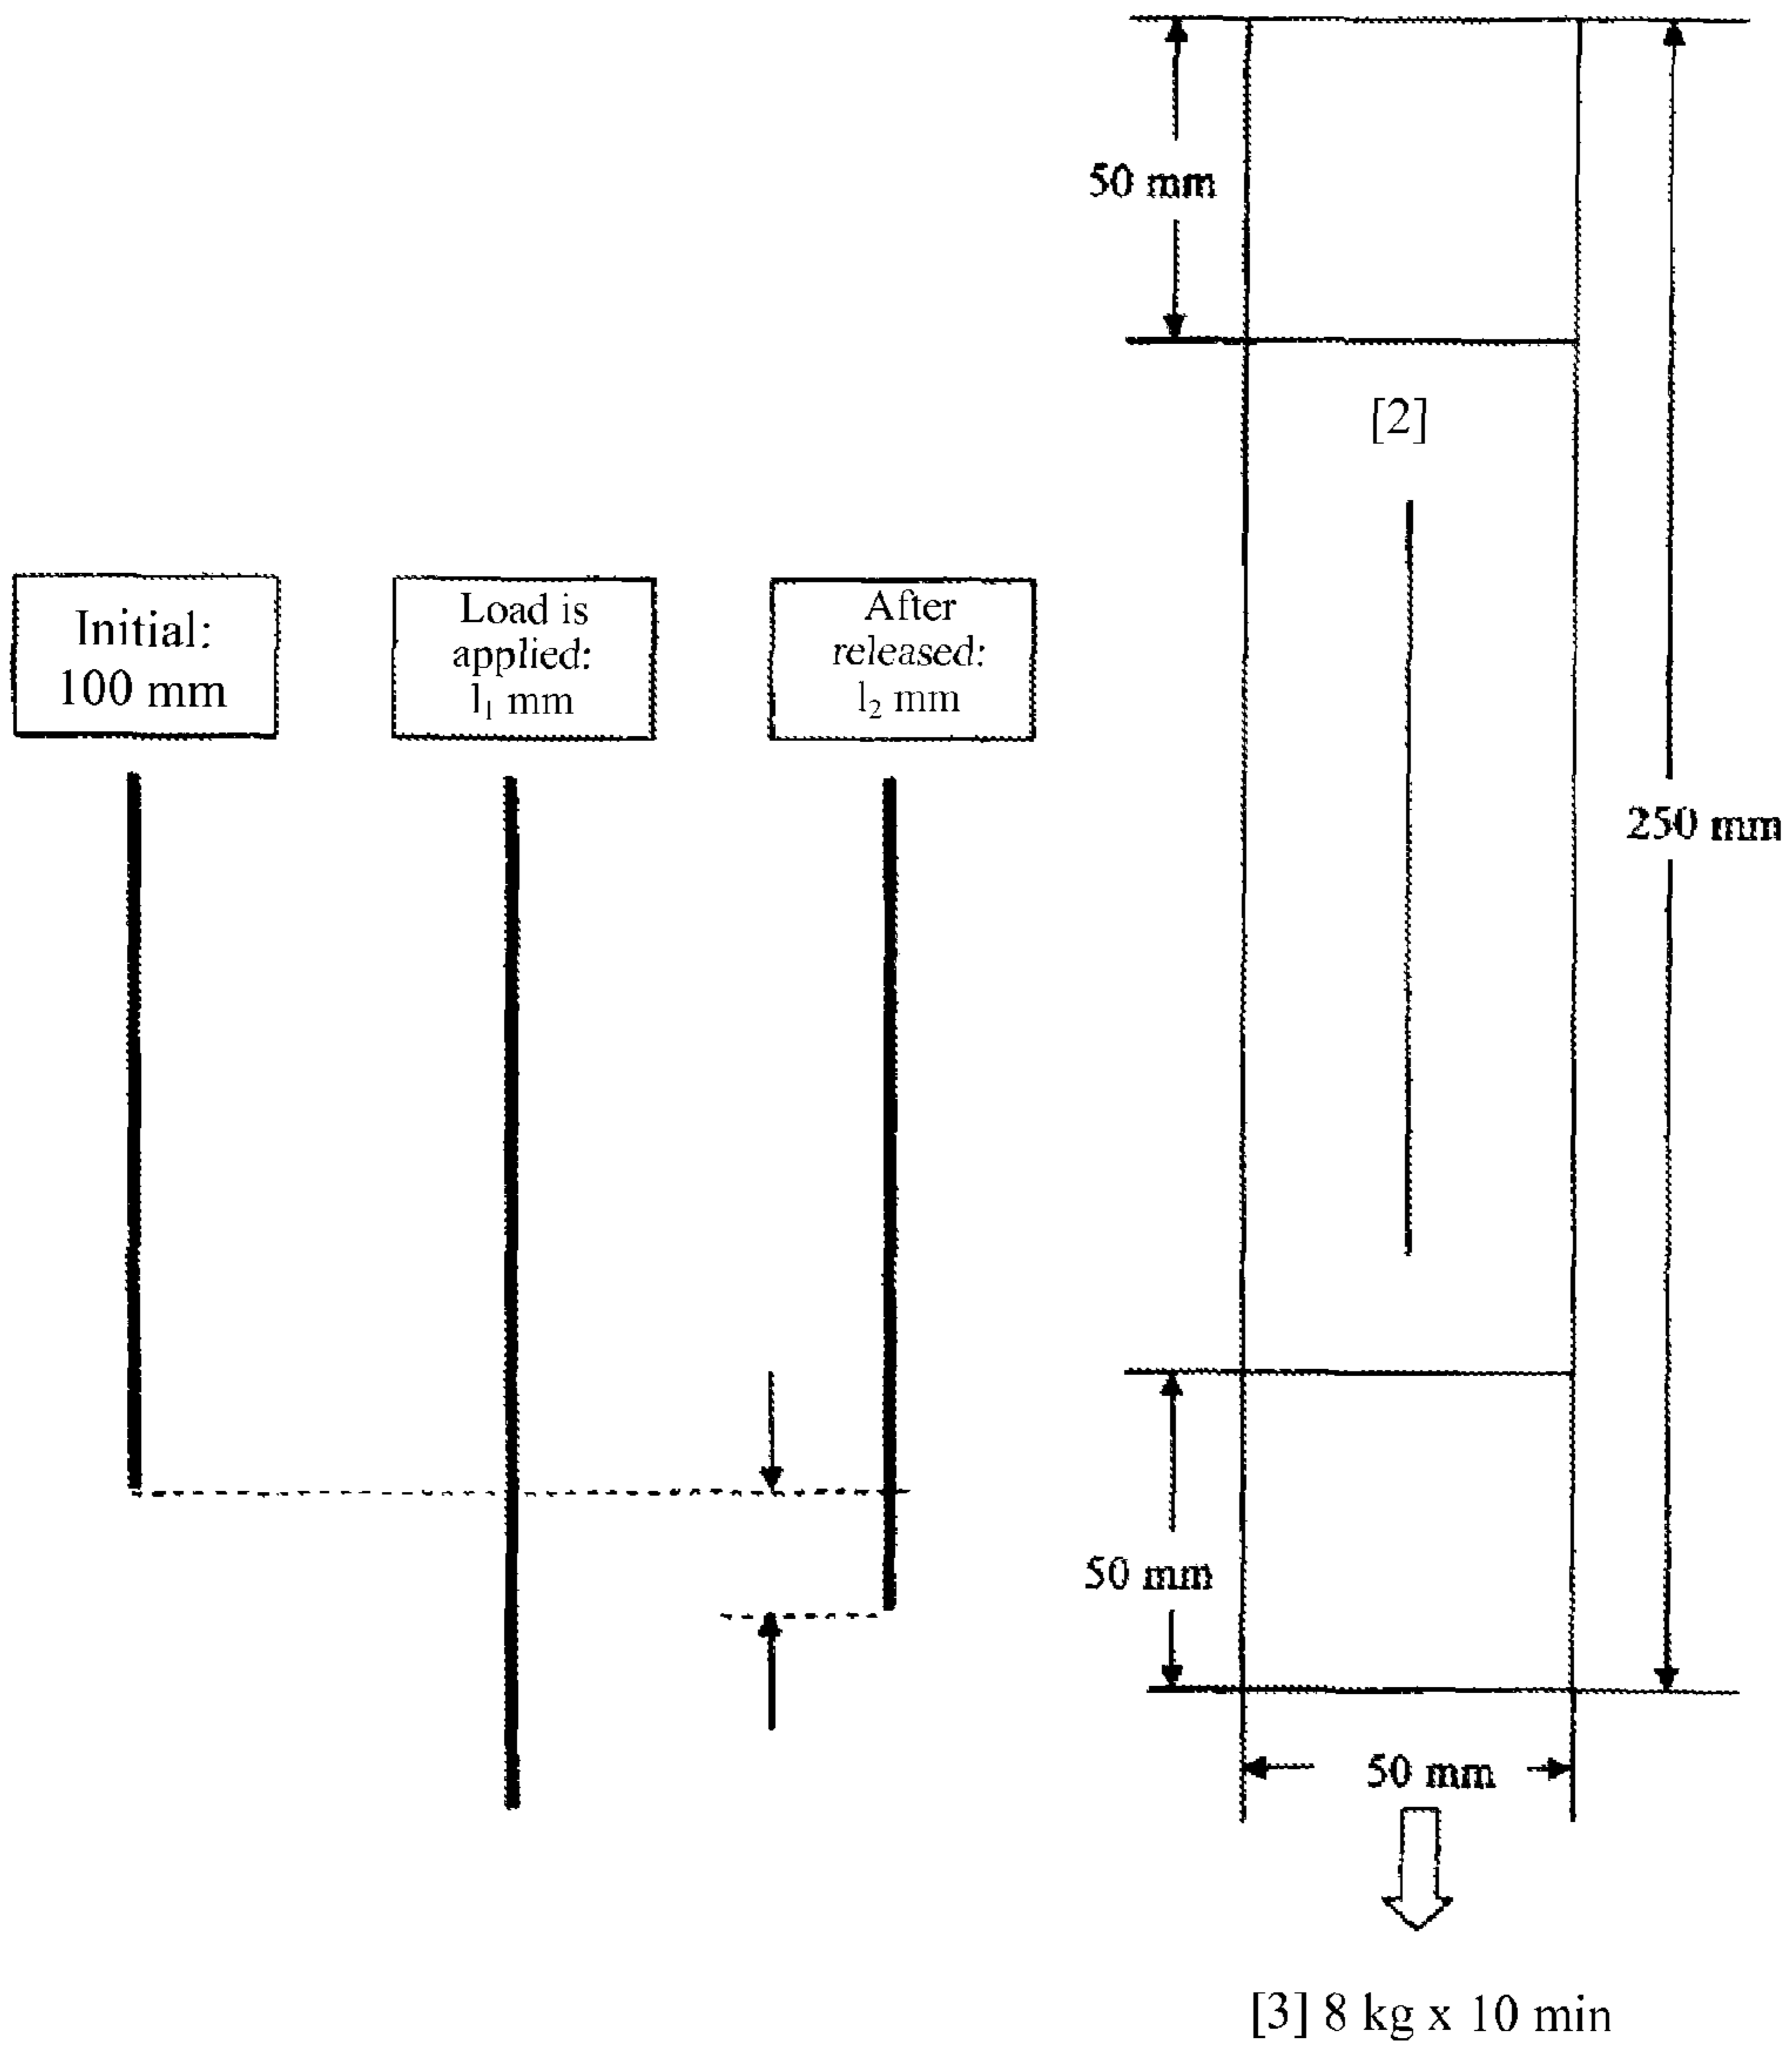 50 mm
[2]
Initial:
100 mm
Load is
applied:
l₁ mm
After
released:
l₂ mm
250 mm
50 mm
50 mm
[3] 8 kg x 10 min